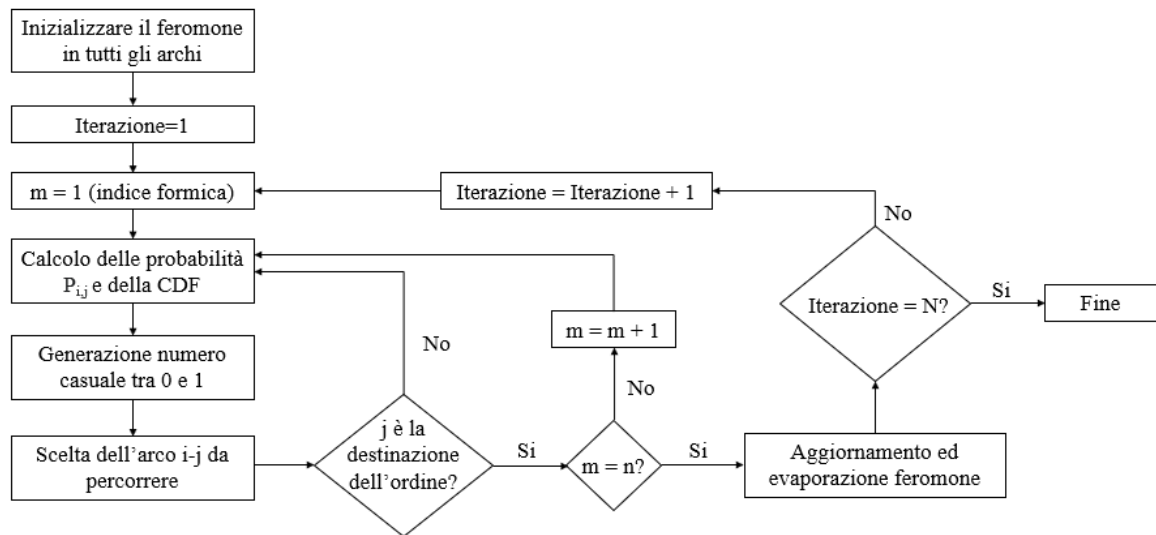 Inizializzare il feromone
in tutti gli archi
Iterazione=1
m = 1 (indice formica)
Iterazione = Iterazione + 1
No
Calcolo delle probabilità
Pi,j e della CDF
Iterazione = N?
Si
Fine
m = m + 1
No
Generazione numero
casuale tra 0 e 1
No
Scelta dell'arco i-j da
percorrere
j è la
destinazione
dell'ordine?
Si
m = n?
Si
Aggiornamento ed
evaporazione feromone